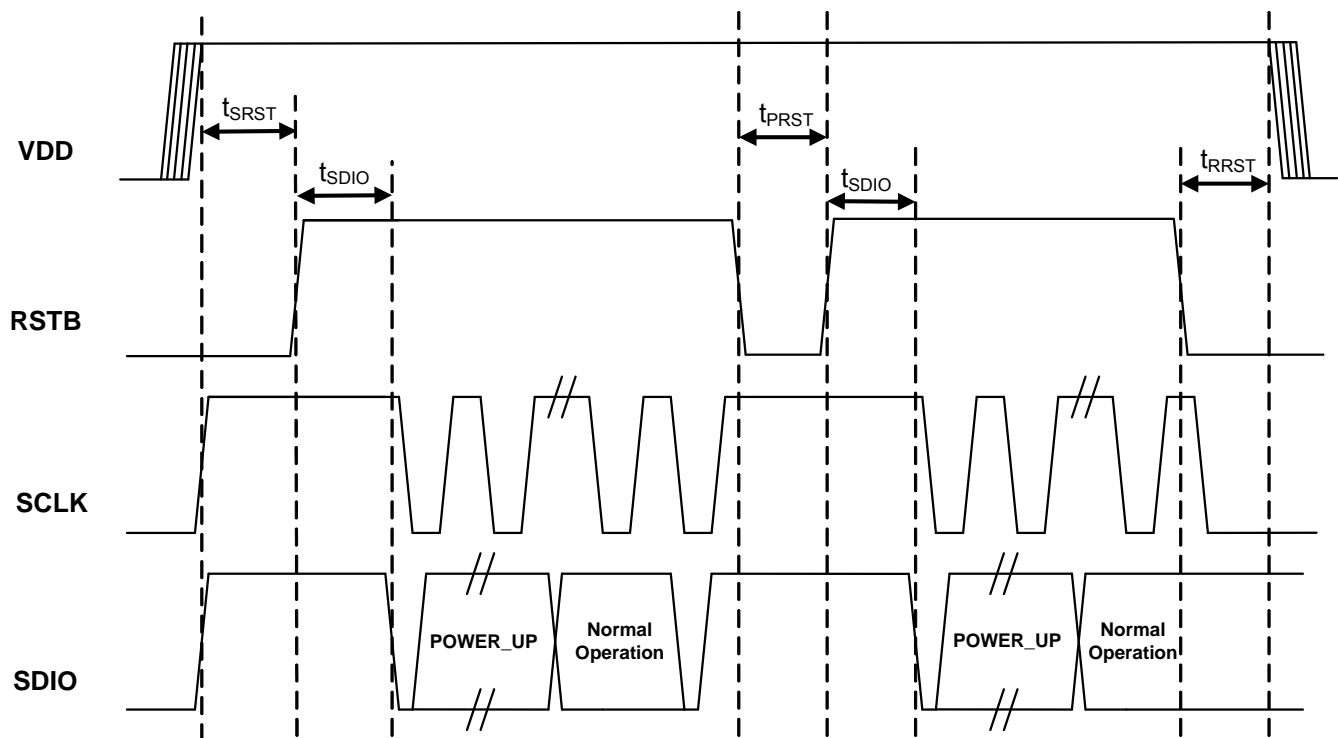 VDD
tSRST
tSDIO
tPRST
tSDIO
tRRST
RSTB
SCLK
SDIO
POWER_UP
Normal
Operation
POWER_UP
Normal
Operation